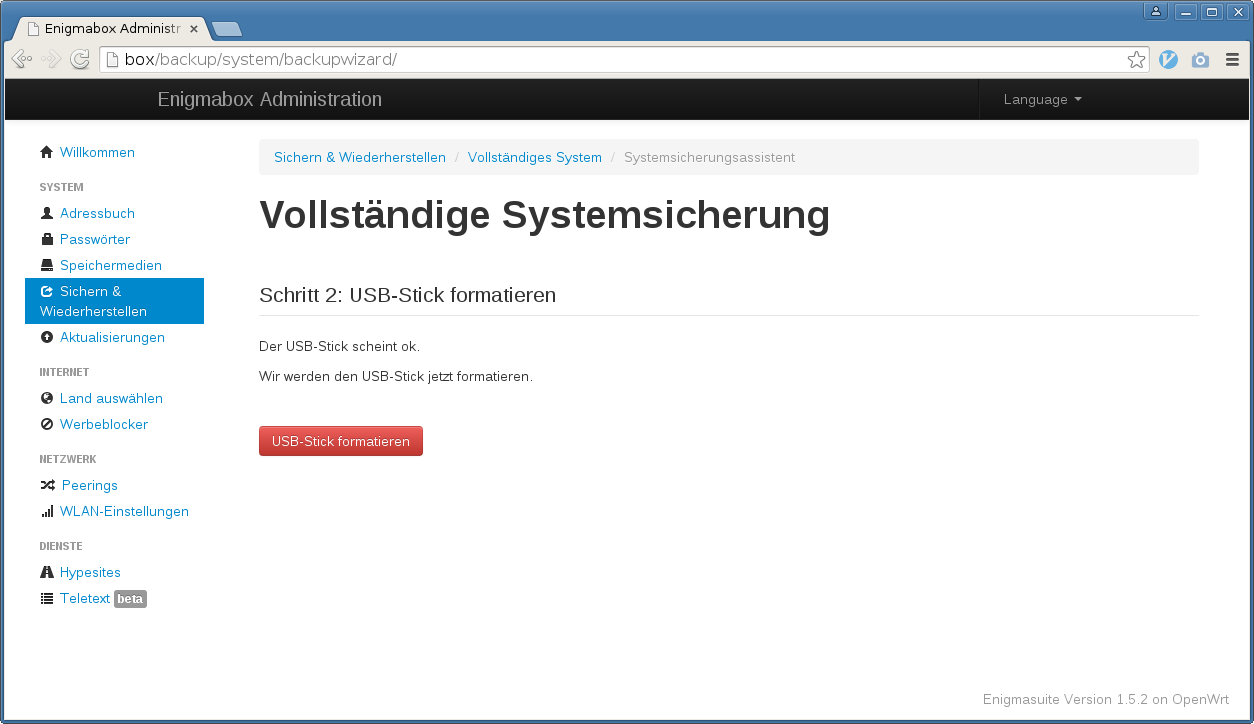 Enigmabox Administr
box/backup/system/backupwizard/
Enigmabox Administration
Language
Willkommen
SYSTEM
Adressbuch
Passwörter
Speichermedien
Sichern &
Wiederherstellen
Aktualisierungen
INTERNET
Land auswählen
Werbeblocker
NETZWERK
Peerings
WLAN-Einstellungen
DIENSTE
Hypesites
Teletext beta
Sichern & Wiederherstellen / Vollständiges System / Systemsicherungsassistent
Vollständige Systemsicherung
Schritt 2: USB-Stick formatieren
Der USB-Stick scheint ok.
Wir werden den USB-Stick jetzt formatieren.
USB-Stick formatieren
Enigmasuite Version 1.5.2 on OpenWrt